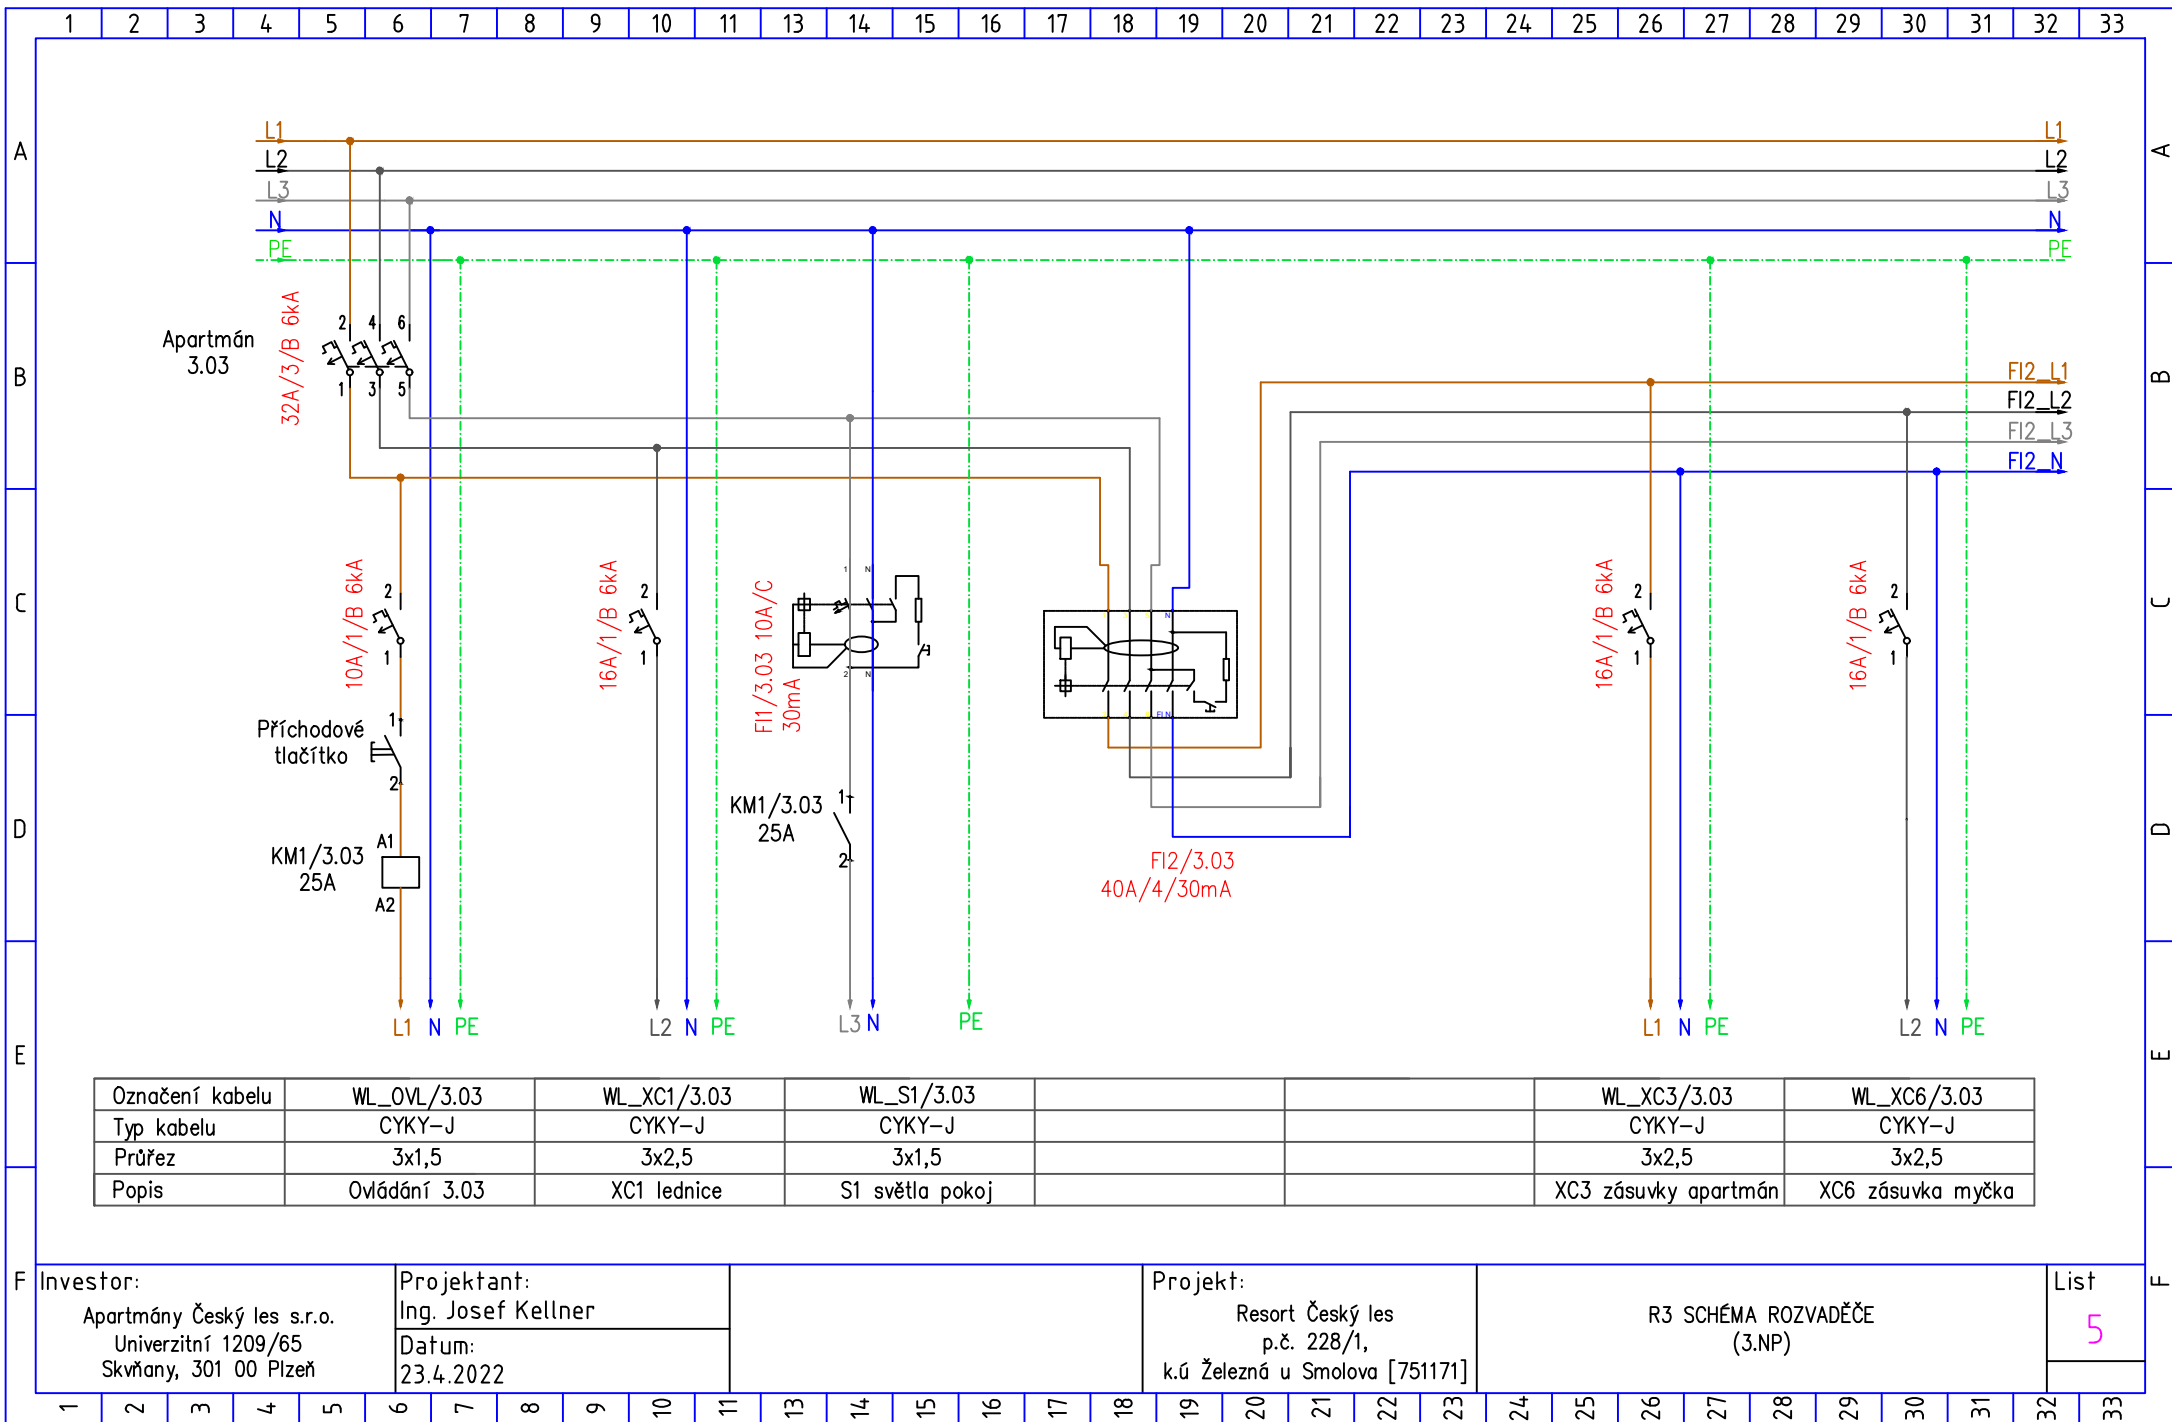 1 2 3 4 5 6 7 8 9 10 11 13 14 15 16 17 18 19 20 21 22 23 24 25 26 27 28 29 30 31 32 33
A
L1 L1
A
L2 L2
L3 L3
N N
PE PE
32A/3/B 6kA
2 4 6
Apartmán
3.03
1 3 5
B
B
FI2_L1
FI2_L2
FI2_L3
FI2_N
C
C
10A/1/B 6kA
2
1
16A/1/B 6kA
2
1
FI1/3.03 10A/C
30mA
1 N
2 N
N
FI N
16A/1/B 6kA
2
1
16A/1/B 6kA
2
1
Příchodové
tlačítko
1
2
D
D
KM1/3.03
25A
A1
A2
KM1/3.03
25A
1
2
FI2/3.03
40A/4/30mA
L1 N PE
L2 N PE
L3 N
PE
L1 N PE
L2 N PE
E
E
Označení kabelu WL_OVL/3.03 WL_XC1/3.03 WL_S1/3.03 WL_XC3/3.03 WL_XC6/3.03
Typ kabelu CYKY-J CYKY-J CYKY-J CYKY-J CYKY-J
Průřez 3x1,5 3x2,5 3x1,5 3x2,5 3x2,5
Popis Ovládání 3.03 XC1 lednice S1 světla pokoj XC3 zásuvky apartmán XC6 zásuvka myčka
F
F
Investor:
Apartmány Český les s.r.o.
Univerzitní 1209/65
Skvňany, 301 00 Plzeň
Projektant:
Ing. Josef Kellner
Datum:
23.4.2022
Projekt:
Resort Český les
p.č. 228/1,
k.ú Železná u Smolova [751171]
R3 SCHÉMA ROZVADĚČE
(3.NP)
List
5
1 2 3 4 5 6 7 8 9 10 11 13 14 15 16 17 18 19 20 21 22 23 24 25 26 27 28 29 30 31 32 33